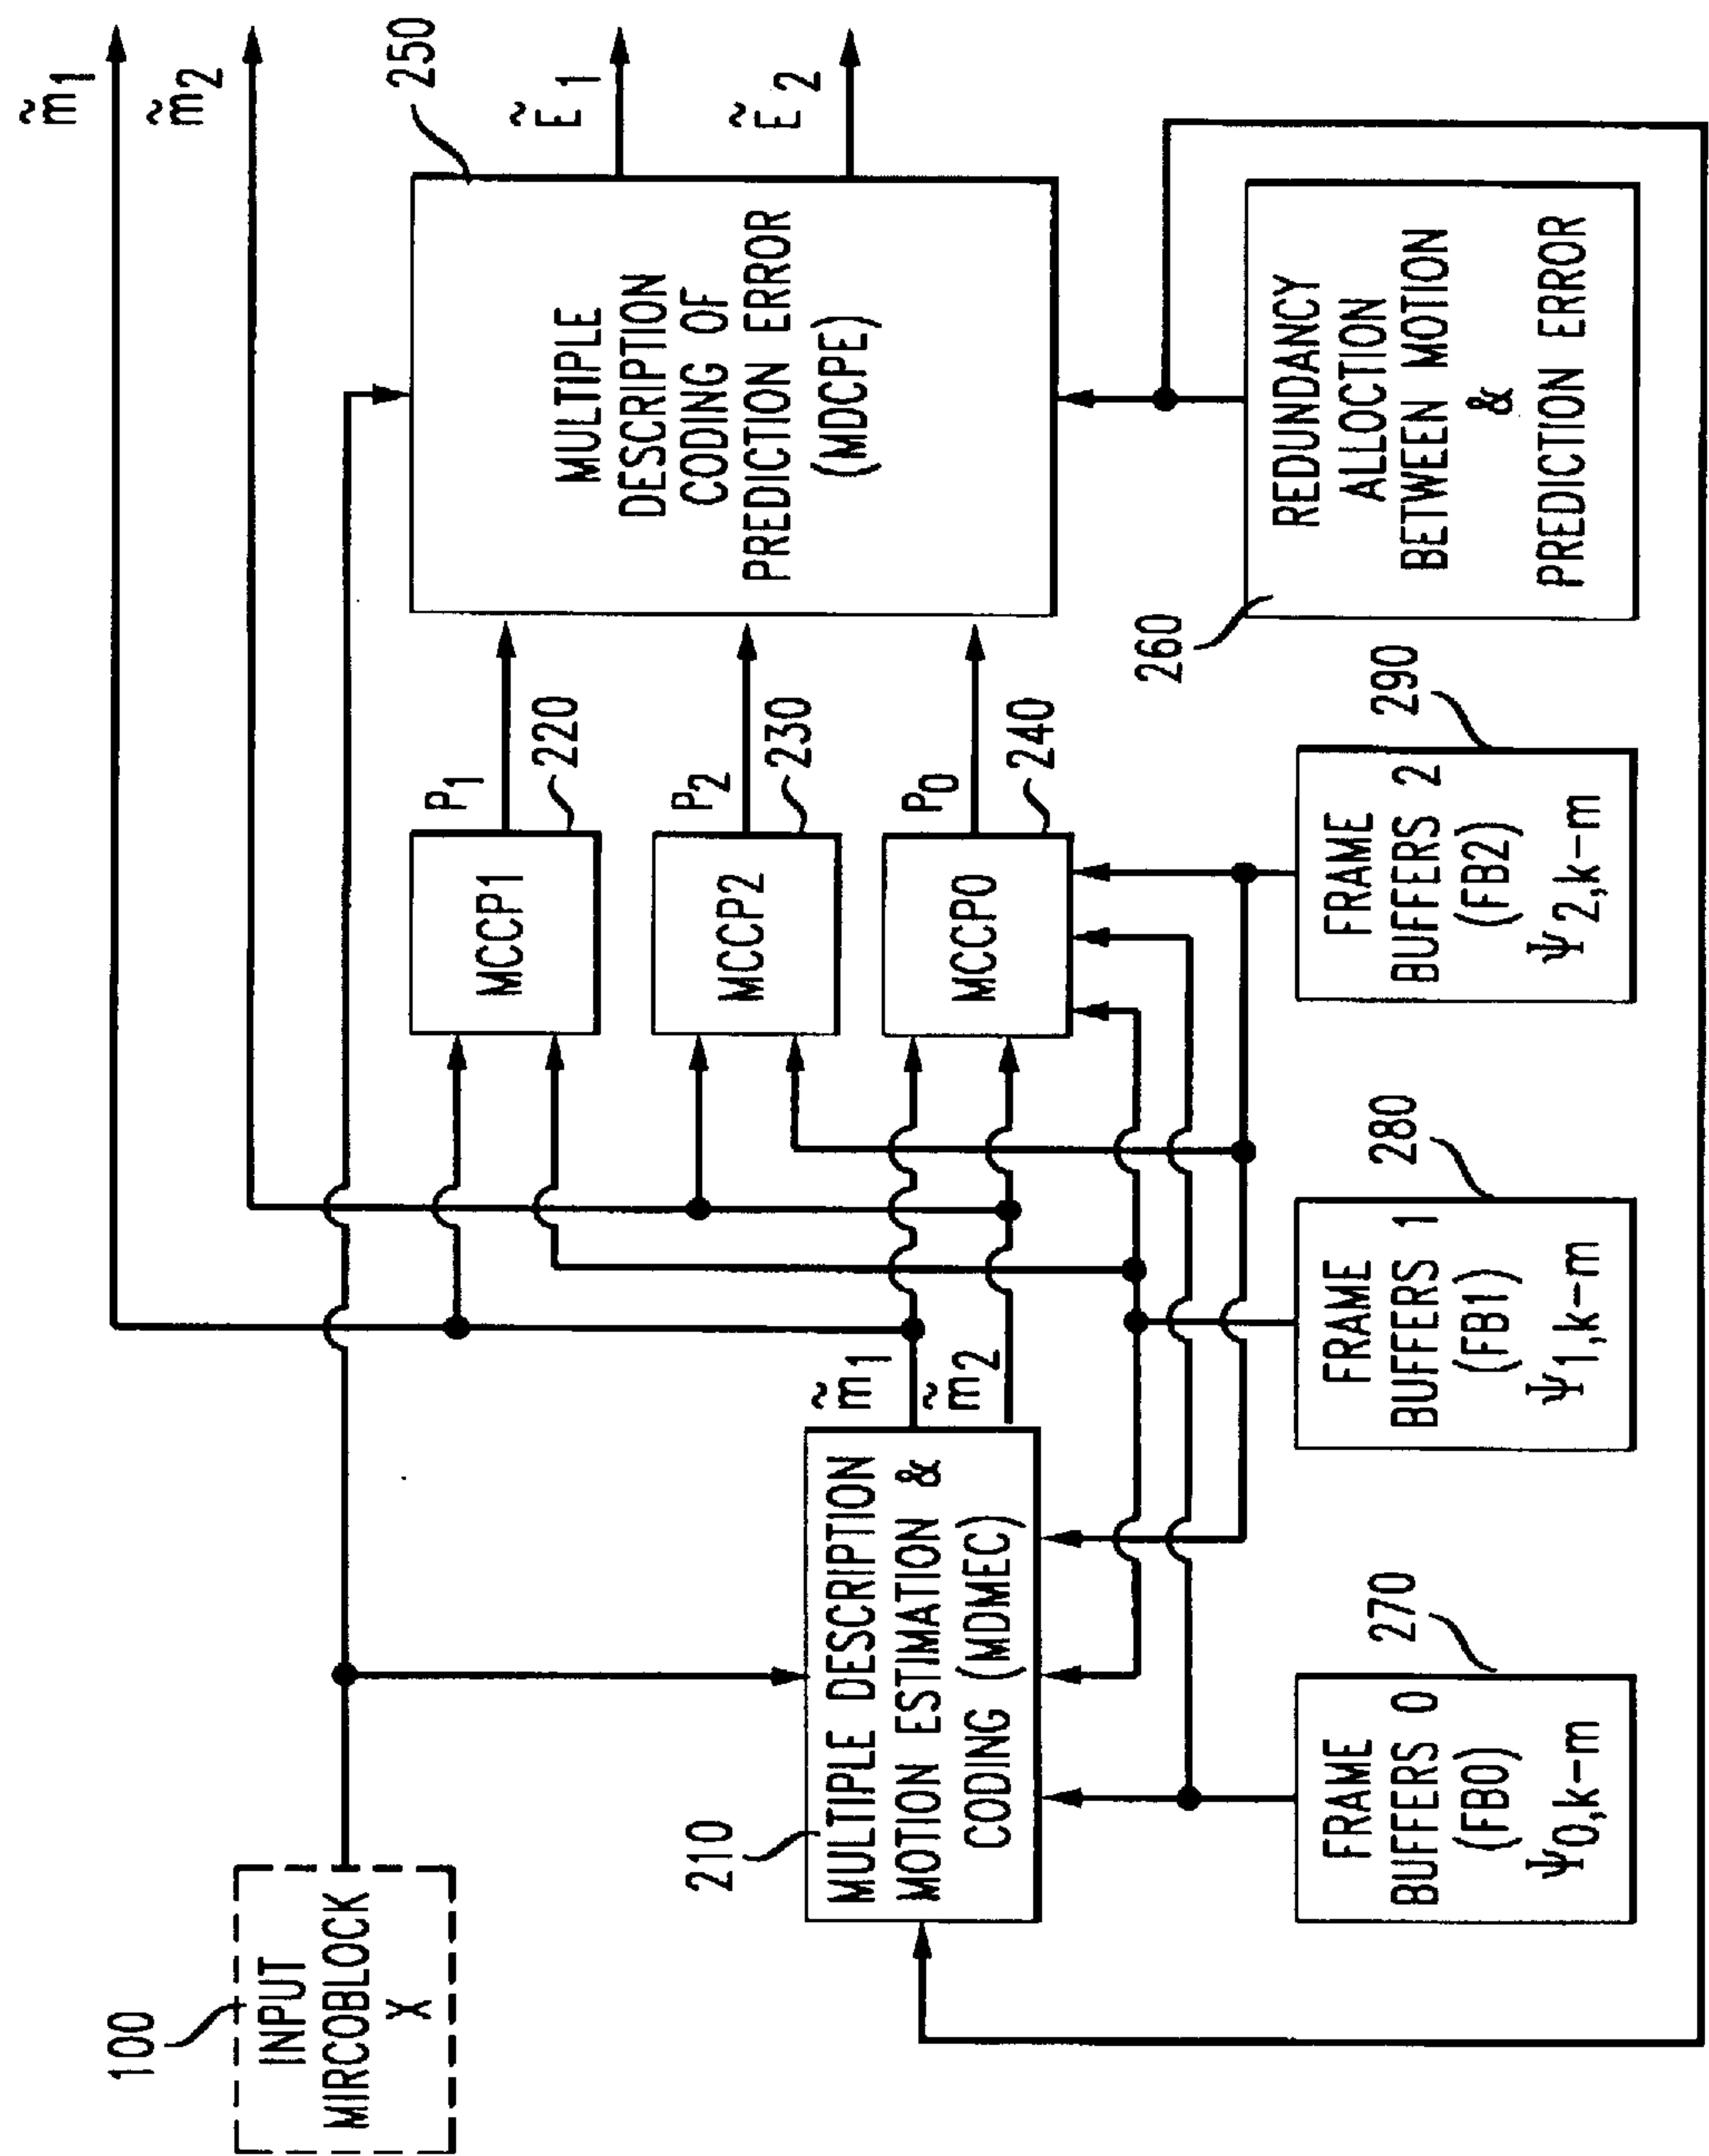 m̃1
m̃2
100
INPUT
MIRCOBLOCK
X
210
MULTIPLE DESCRIPTION
MOTION ESTIMATION &
CODING (MDMEC)
m̃1
m̃2
MCCP1
220
P1
MCCP2
230
P2
MCCP0
240
P0
250
MULTIPLE
DESCRIPTION
CODING OF
PREDICTION ERROR
(MDCPE)
Ẽ1
Ẽ2
270
FRAME
BUFFERS 0
(FB0)
Ψ0,k-m
280
FRAME
BUFFERS 1
(FB1)
Ψ1,k-m
290
FRAME
BUFFERS 2
(FB2)
Ψ2,k-m
260
REDUNDANCY
ALLOCTION
BETWEEN MOTION
&
PREDICTION ERROR